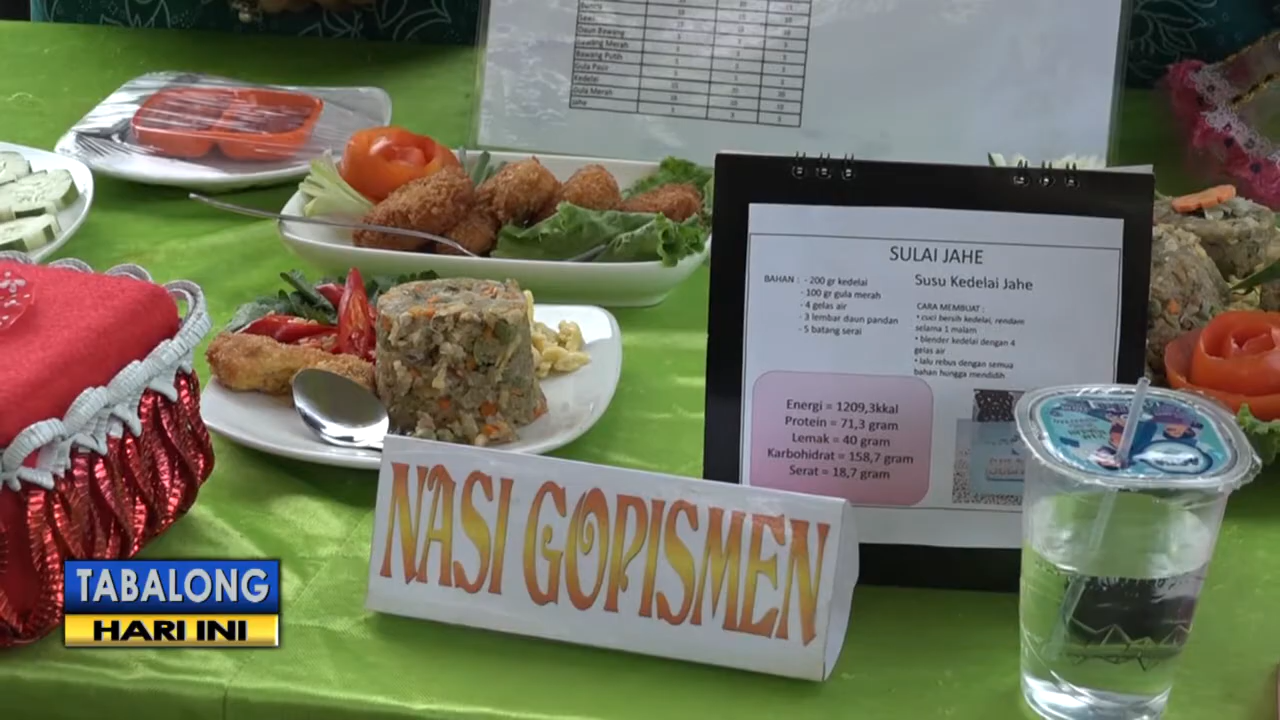 Buncis
Sawi
Daun Bawang
Bawang Merah
Bawang Putih
Gula Pasir
Kedelai
Gula Merah
Jahe
SULAI JAHE
Susu Kedelai Jahe
BAHAN : - 200 gr kedelai
- 100 gr gula merah
- 4 gelas air
- 3 lembar daun pandan
- 5 batang serai
CARA MEMBUAT :
• cuci bersih kedelai, rendam
selama 1 malam
• blender kedelai dengan 4
gelas air
• lalu rebus dengan semua
bahan hongga mendidih
Energi = 1209,3kkal
Protein = 71,3 gram
Lemak = 40 gram
Karbohidrat = 158,7 gram
Serat = 18,7 gram
NASI GOPISMEN
TABALONG
HARI INI